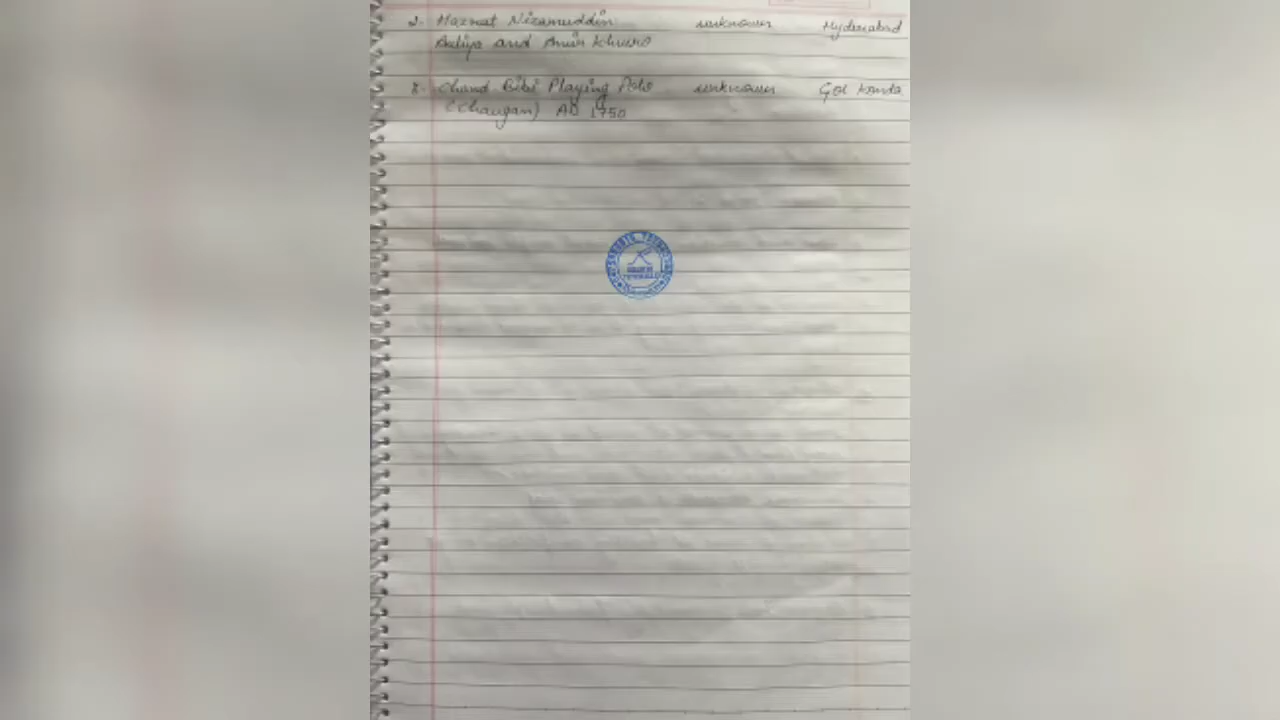 2. Hazrat Nizamuddin unknown Hyderabad
Auliya and Amir Khusro
8. Chand Bibi Playing Polo unknown Gol konda
(Chaugan) AD 1750